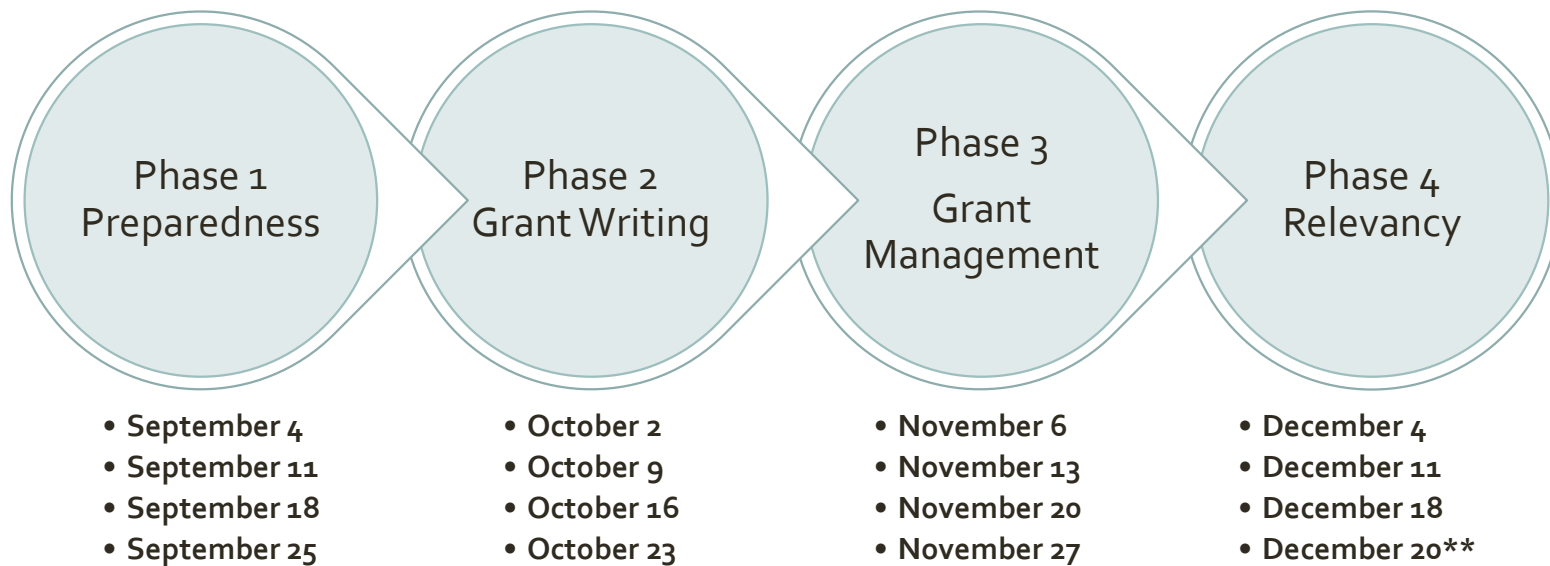 Phase 1
Preparedness
Phase 2
Grant Writing
Phase 3
Grant
Management
Phase 4
Relevancy
• September 4
• September 11
• September 18
• September 25
• October 2
• October 9
• October 16
• October 23
• November 6
• November 13
• November 20
• November 27
• December 4
• December 11
• December 18
• December 20**